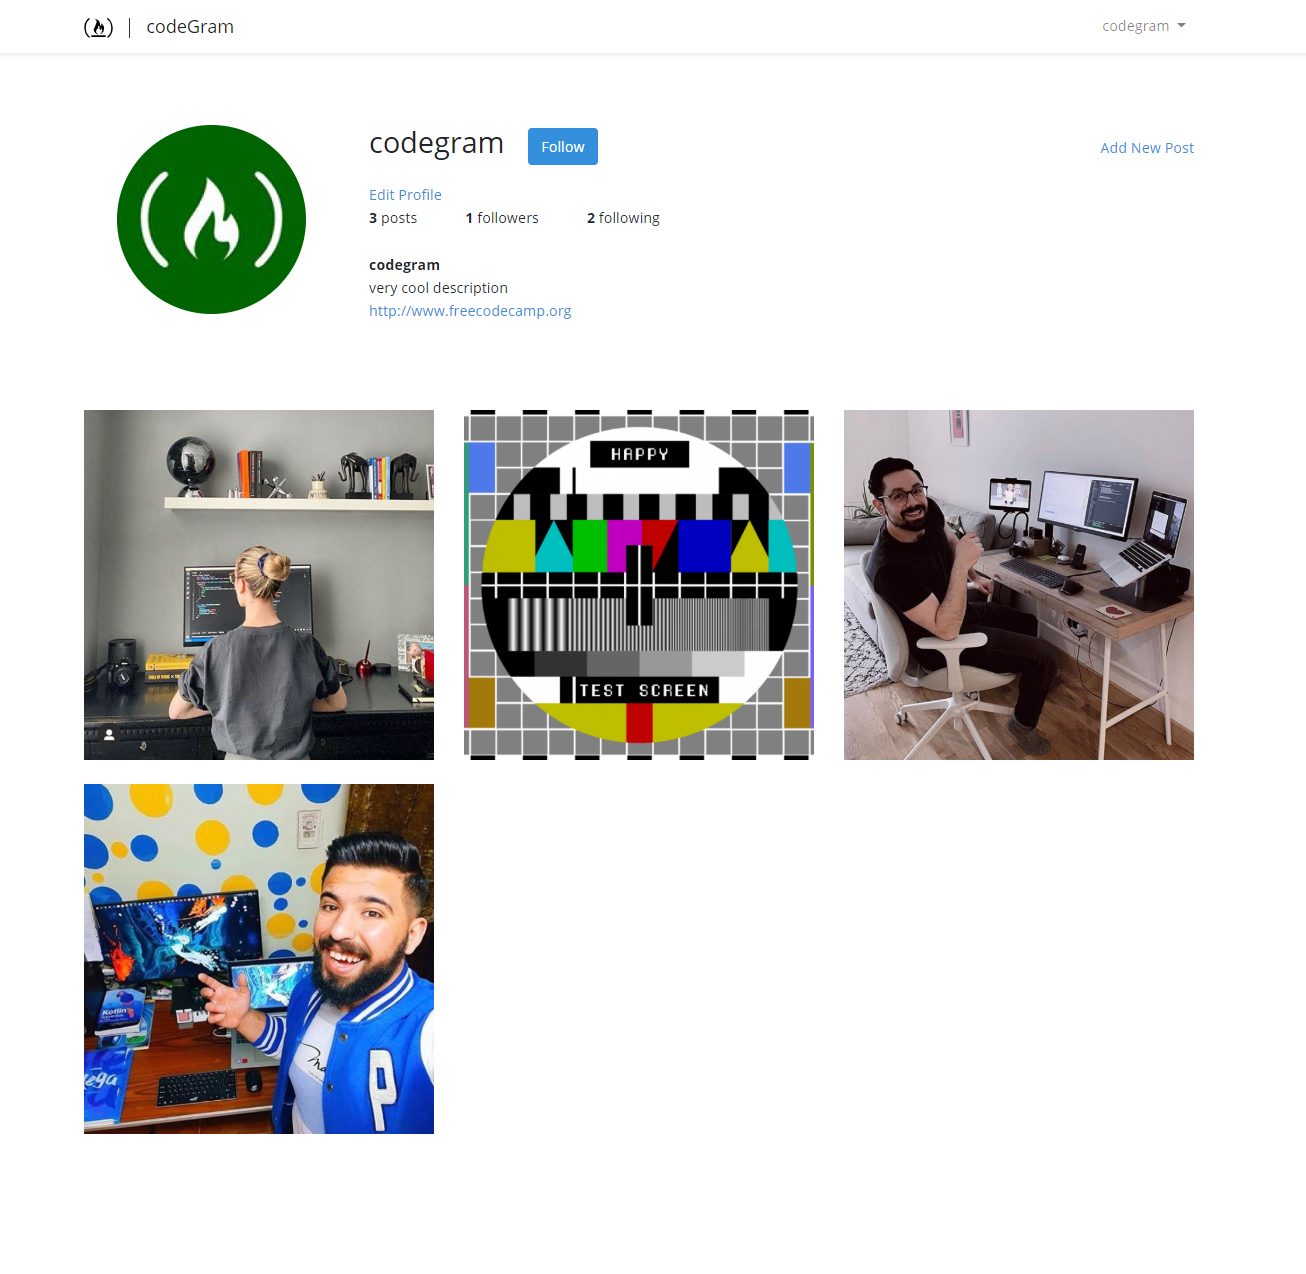 codeGram
codegram
codegram Follow Add New Post
Edit Profile
3 posts 1 followers 2 following
codegram
very cool description
http://www.freecodecamp.org
HAPPY
TEST SCREEN
Kotlin
P